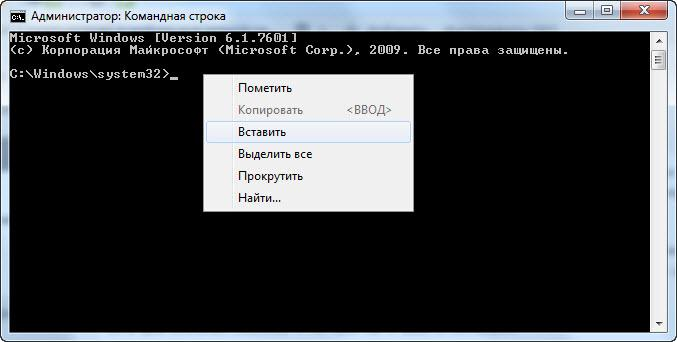 Администратор: Командная строка
Microsoft Windows [Version 6.1.7601]
(c) Корпорация Майкрософт (Microsoft Corp.), 2009. Все права защищены.
C:\Windows\system32>_
Пометить
Копировать <ВВОД>
Вставить
Выделить все
Прокрутить
Найти...